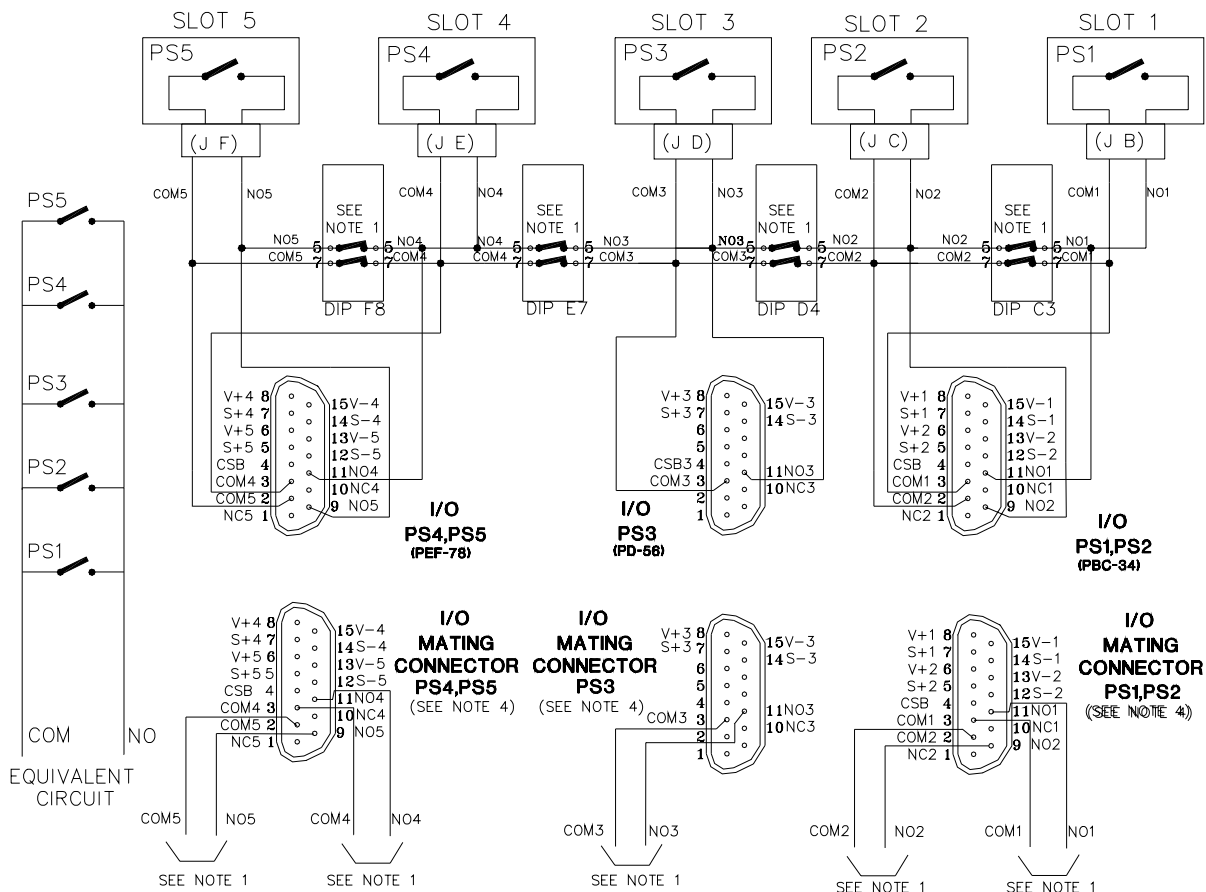 SLOT 5
SLOT 4
SLOT 3
SLOT 2
SLOT 1
PS5
PS4
PS3
PS2
PS1
(J F)
(J E)
(J D)
(J C)
(J B)
COM5
NO5
COM4
NO4
COM3
NO3
COM2
NO2
COM1
NO1
SEE
NOTE 1
SEE
NOTE 1
SEE
NOTE 1
SEE
NOTE 1
NO5 5 5 NO4 NO4 5 5 NO3 NO3 5 5 NO2 NO2 5 5 NO1
COM5 7 7 COM4 COM4 7 7 COM3 COM3 7 7 COM2 COM2 7 7 COM1
DIP F8
DIP E7
DIP D4
DIP C3
PS5
PS4
PS3
PS2
PS1
COM
NO
EQUIVALENT
CIRCUIT
V+4 8
S+4 7
V+5 6
S+5 5
CSB 4
COM4 3
COM5 2
NC5 1
15 V-4
14 S-4
13 V-5
12 S-5
11 NO4
10 NC4
9 NO5
I/O
PS4,PS5
(PEF-78)
V+3 8
S+3 7
6
5
CSB3 4
COM3 3
2
1
15 V-3
14 S-3
11 NO3
10 NC3
I/O
PS3
(PD-56)
V+1 8
S+1 7
V+2 6
S+2 5
CSB 4
COM1 3
COM2 2
NC2 1
15 V-1
14 S-1
13 V-2
12 S-2
11 NO1
10 NC1
9 NO2
I/O
PS1,PS2
(PBC-34)
V+4 8
S+4 7
V+5 6
S+5 5
CSB 4
COM4 3
COM5 2
NC5 1
15 V-4
14 S-4
13 V-5
12 S-5
11 NO4
10 NC4
9 NO5
I/O
MATING
CONNECTOR
PS4,PS5
(SEE NOTE 4)
I/O
MATING
CONNECTOR
PS3
(SEE NOTE 4)
V+3 8
S+3 7
6
5
4
COM3 3
2
1
15 V-3
14 S-3
11 NO3
10 NC3
V+1 8
S+1 7
V+2 6
S+2 5
CSB 4
COM1 3
COM2 2
NC2 1
15 V-1
14 S-1
13 V-2
12 S-2
11 NO1
10 NC1
9 NO2
I/O
MATING
CONNECTOR
PS1,PS2
(SEE NOTE 4)
COM5
NO5
SEE NOTE 1
COM4
NO4
SEE NOTE 1
COM3
NO3
SEE NOTE 1
COM2
NO2
SEE NOTE 1
COM1
NO1
SEE NOTE 1